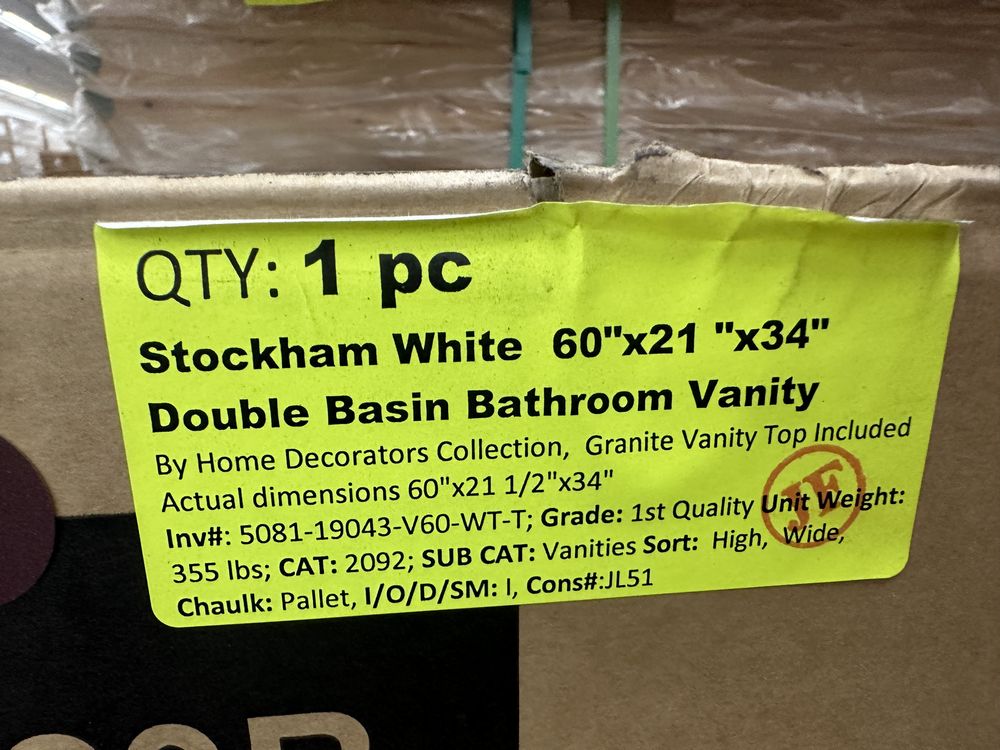 QTY: 1 pc
Stockham White 60"x21 "x34"
Double Basin Bathroom Vanity
By Home Decorators Collection, Granite Vanity Top Included
Actual dimensions 60"x21 1/2"x34"
Inv#: 5081-19043-V60-WT-T; Grade: 1st Quality Unit Weight:
355 lbs; CAT: 2092; SUB CAT: Vanities Sort: High, Wide,
Chaulk: Pallet, I/O/D/SM: I, Cons#:JL51
JF